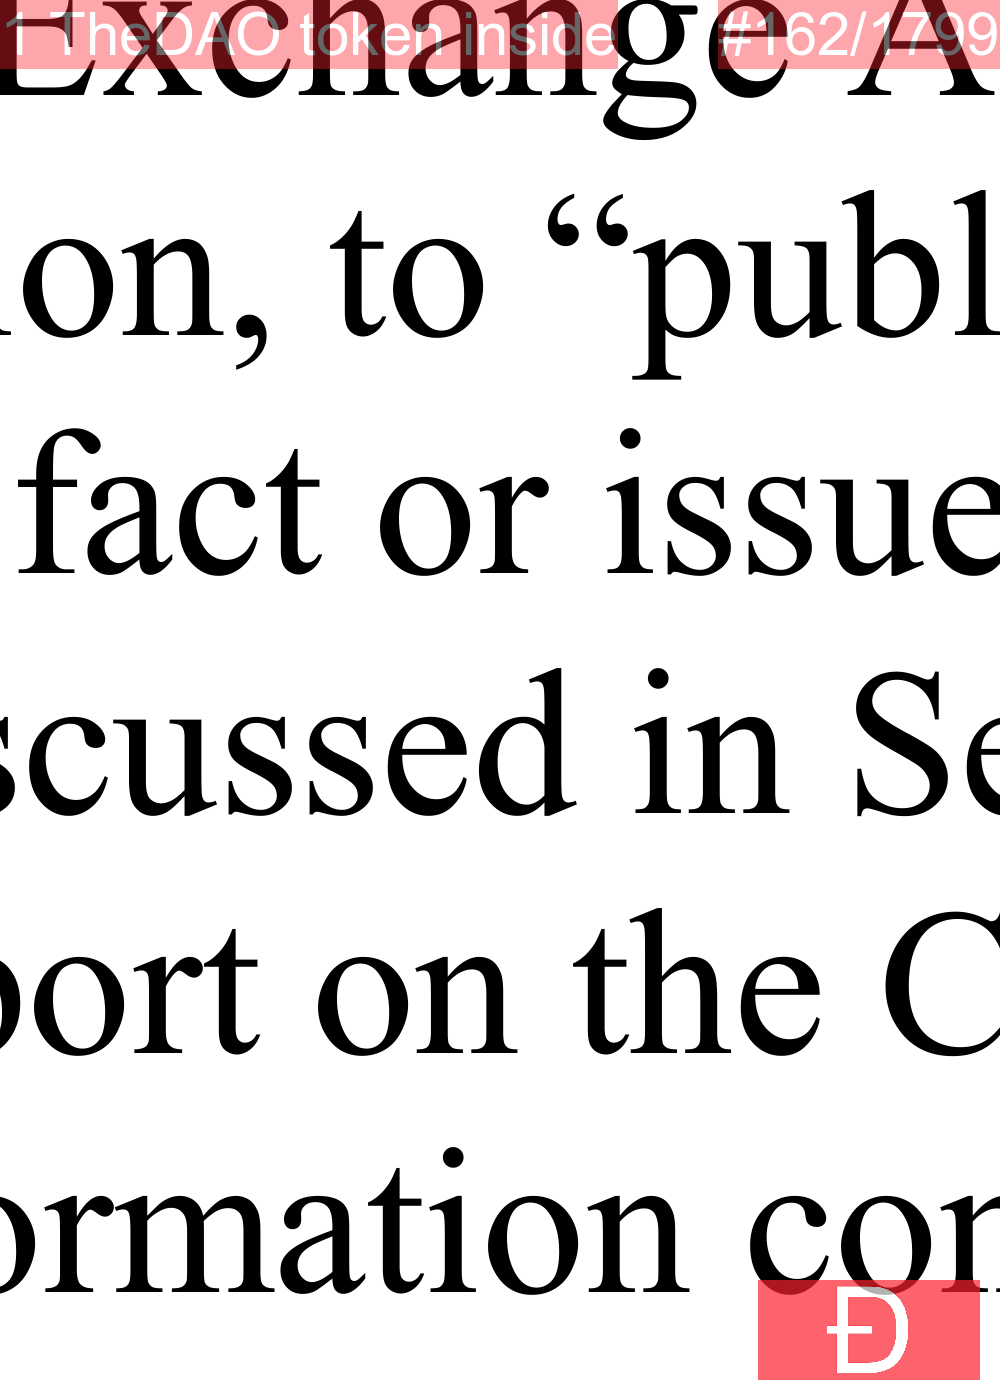 1 TheDAO token inside #162/1799
Exchange A
ion, to “publ
fact or issue
scussed in Se
port on the C
ormation con
Đ